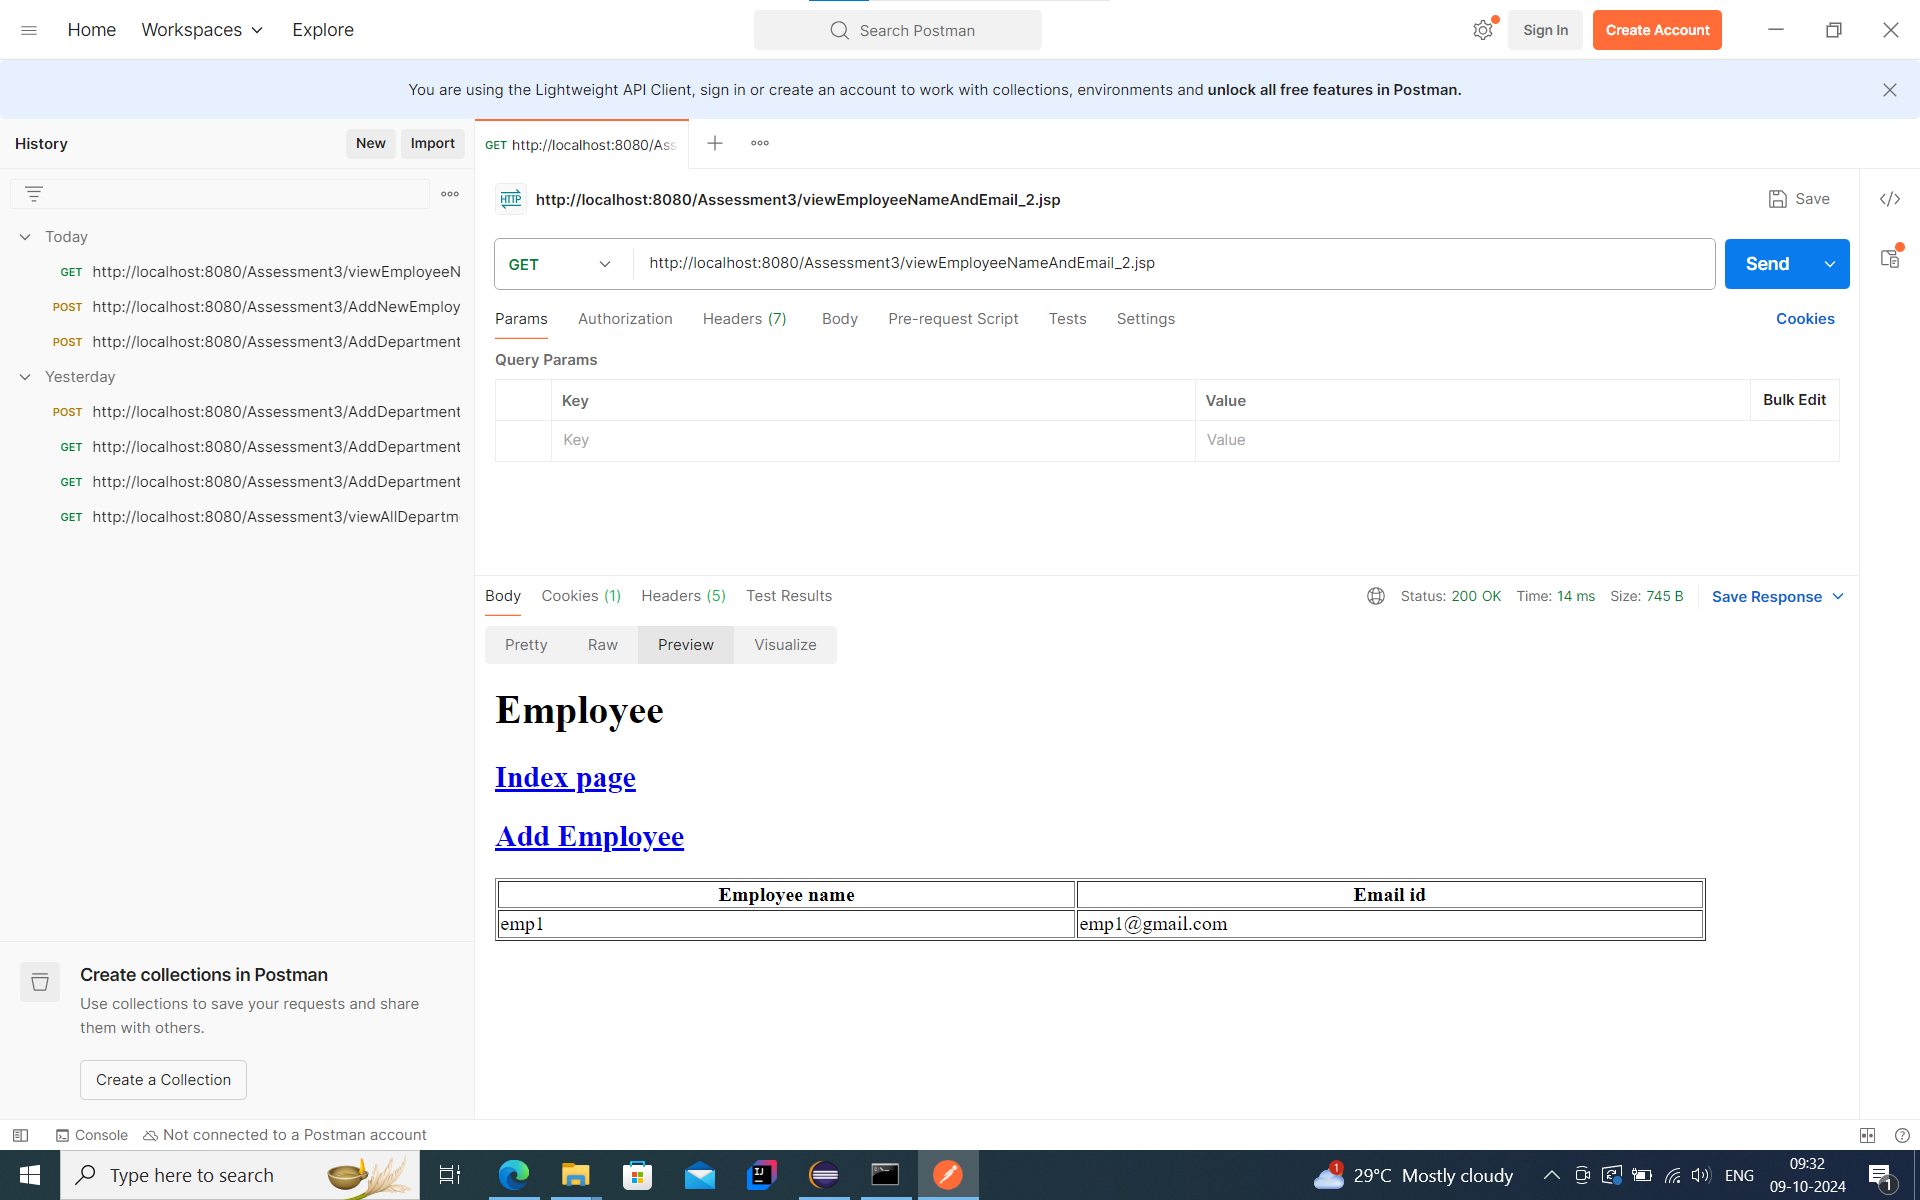 Home
Workspaces
Explore
Search Postman
Sign In
Create Account
You are using the Lightweight API Client, sign in or create an account to work with collections, environments and unlock all free features in Postman.
History
New
Import
GET http://localhost:8080/Ass
http://localhost:8080/Assessment3/viewEmployeeNameAndEmail_2.jsp
Save
HTTP
Today
GET http://localhost:8080/Assessment3/viewEmployeeN
POST http://localhost:8080/Assessment3/AddNewEmploy
POST http://localhost:8080/Assessment3/AddDepartment
Yesterday
POST http://localhost:8080/Assessment3/AddDepartment
GET http://localhost:8080/Assessment3/AddDepartment
GET http://localhost:8080/Assessment3/AddDepartment
GET http://localhost:8080/Assessment3/viewAllDepartm
GET
http://localhost:8080/Assessment3/viewEmployeeNameAndEmail_2.jsp
Send
Params
Authorization
Headers (7)
Body
Pre-request Script
Tests
Settings
Cookies
Query Params
Key
Value
Bulk Edit
Key
Value
Body
Cookies (1)
Headers (5)
Test Results
Status: 200 OK
Time: 14 ms
Size: 745 B
Save Response
Pretty
Raw
Preview
Visualize
Employee
Index page
Add Employee
Employee name
Email id
emp1
emp1@gmail.com
Create collections in Postman
Use collections to save your requests and share
them with others.
Create a Collection
Console
Not connected to a Postman account
Type here to search
1
29°C Mostly cloudy
ENG
09:32
09-10-2024
1